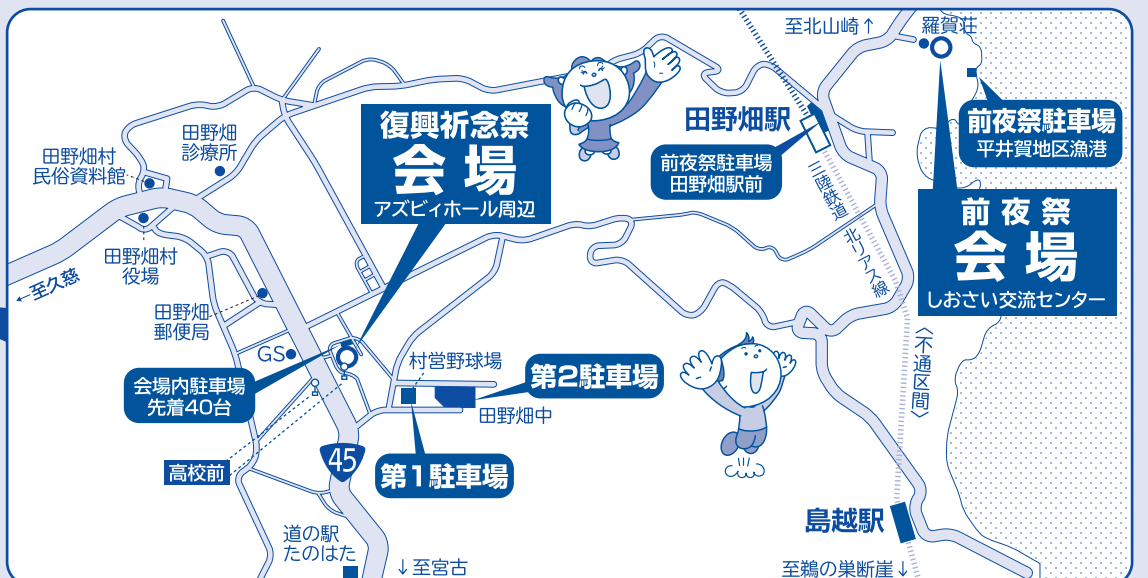 至北山崎↑
羅賀荘
田野畑駅
前夜祭駐車場
平井賀地区漁港
前夜祭駐車場
田野畑駅前
三陸鉄道
北リアス線
復興祈念祭
会場
アズビィホール周辺
前夜祭
会場
しおさい交流センター
田野畑
診療所
田野畑村
民俗資料館
田野畑村
役場
←至久慈
田野畑
郵便局
GS
会場内駐車場
先着40台
村営野球場
第2駐車場
田野畑中
第1駐車場
高校前
45
〈不通区間〉
道の駅
たのはた
↓至宮古
島越駅
至鵜の巣断崖↓